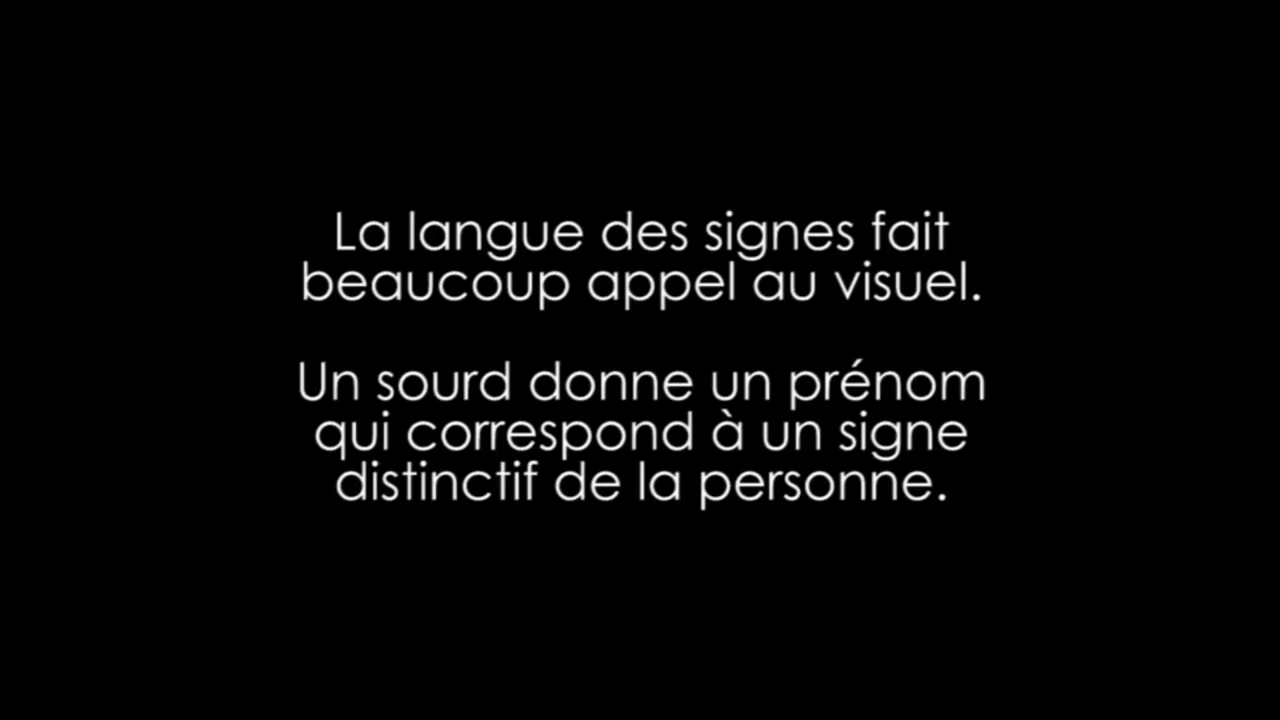 La langue des signes fait
beaucoup appel au visuel.
Un sourd donne un prénom
qui correspond à un signe
distinctif de la personne.